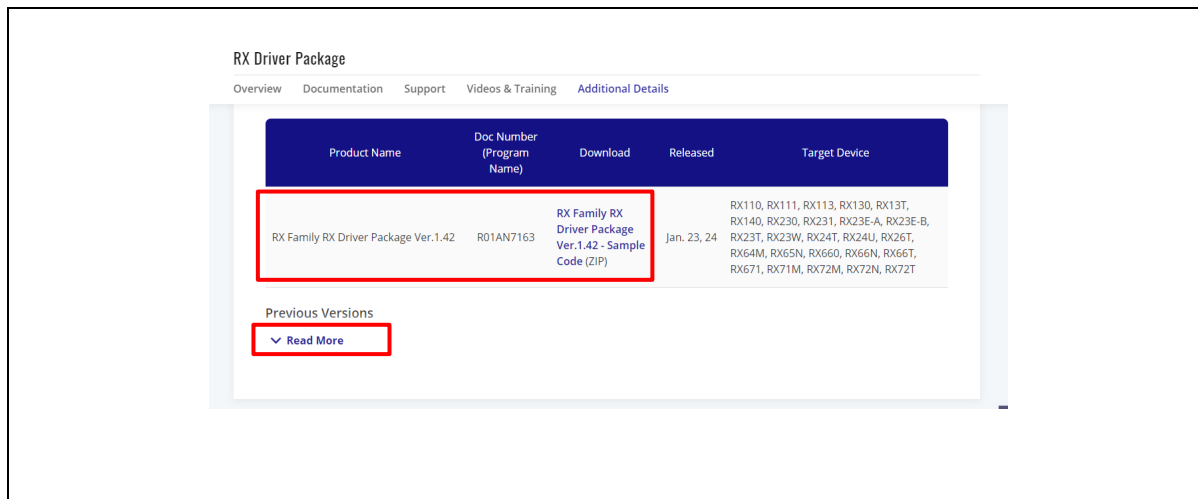 RX Driver Package
Overview Documentation Support Videos & Training Additional Details
Product Name
Doc Number
(Program
Name)
Download
Released
Target Device
RX Family RX Driver Package Ver.1.42
R01AN7163
RX Family RX
Driver Package
Ver.1.42 - Sample
Code (ZIP)
Jan. 23, 24
RX110, RX111, RX113, RX130, RX13T,
RX140, RX230, RX231, RX23E-A, RX23E-B,
RX23T, RX23W, RX24T, RX24U, RX26T,
RX64M, RX65N, RX660, RX66N, RX66T,
RX671, RX71M, RX72M, RX72N, RX72T
Previous Versions
Read More